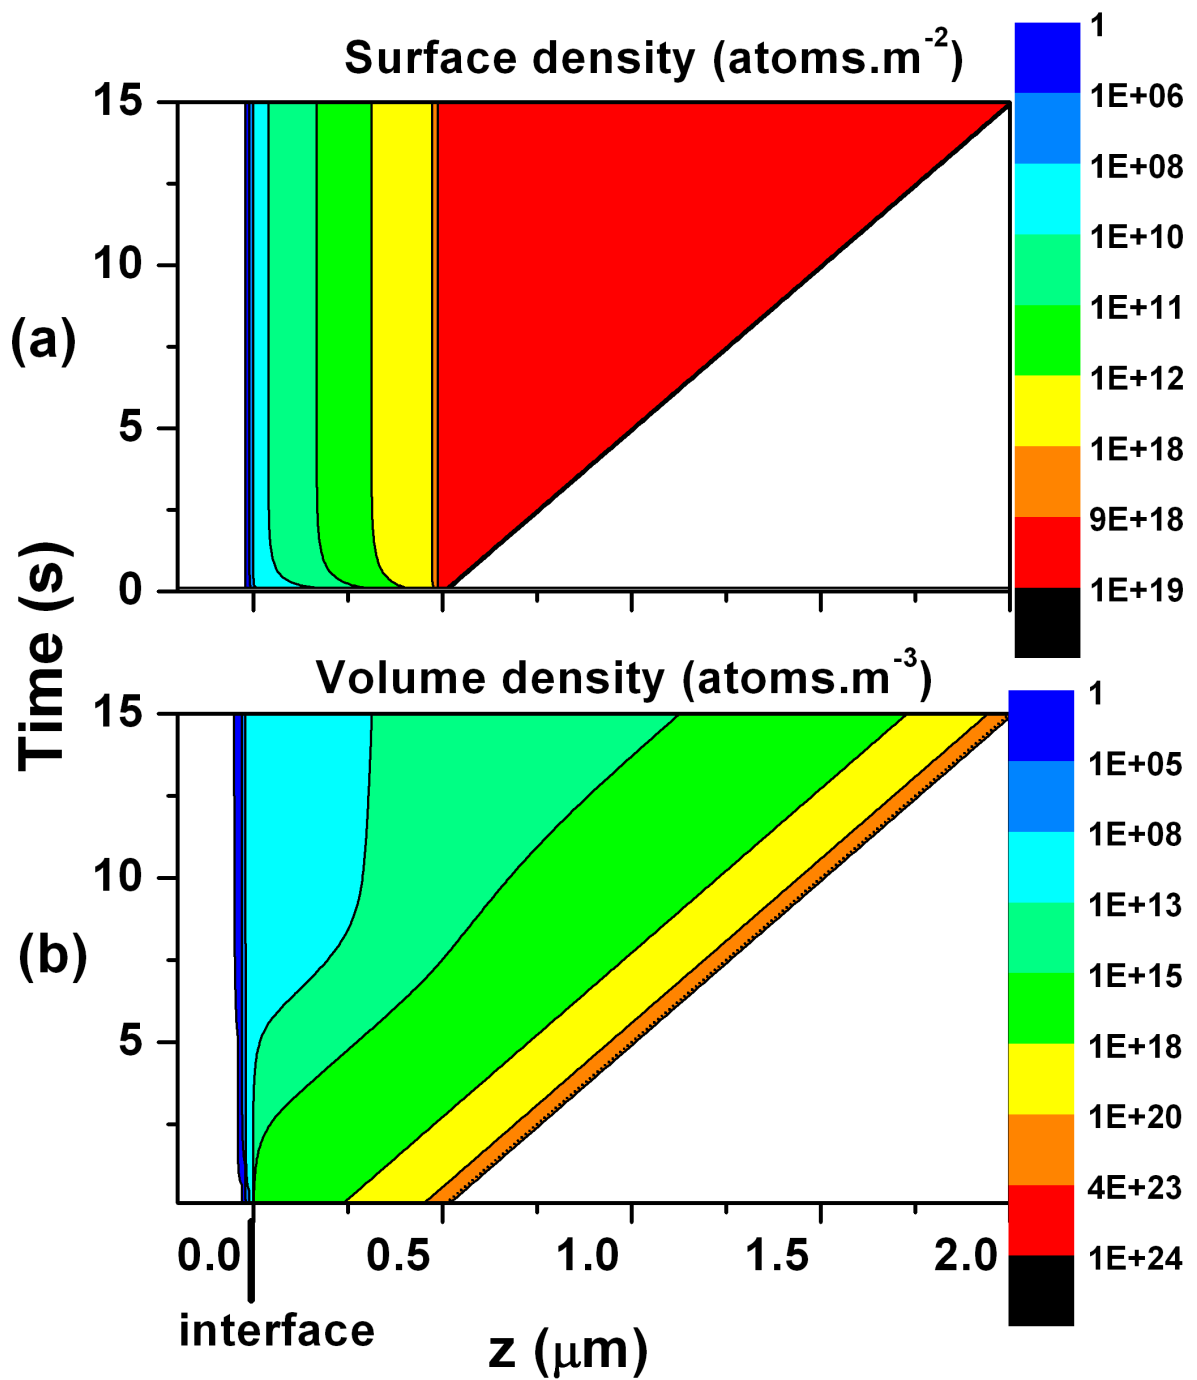 Surface density (atoms.m-2)
1
1E+06
1E+08
1E+10
1E+11
1E+12
1E+18
9E+18
1E+19
15
10
5
0
(a)
Time (s)
Volume density (atoms.m-3)
1
1E+05
1E+08
1E+13
1E+15
1E+18
1E+20
4E+23
1E+24
15
10
5
(b)
0.0 0.5 1.0 1.5 2.0
interface
z (μm)